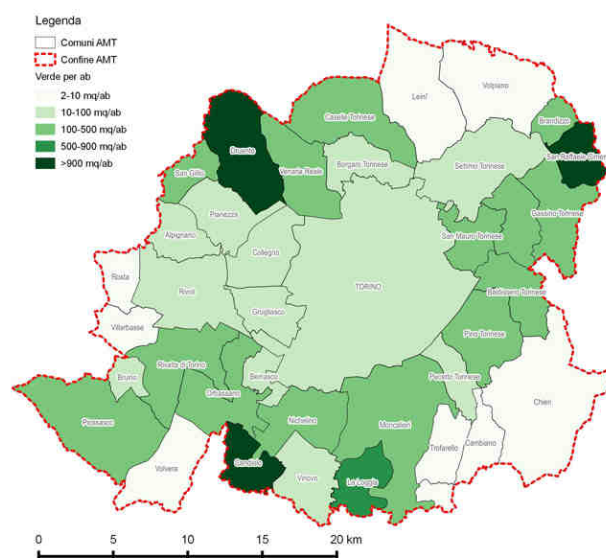 Legenda
Comuni AMT
Confine AMT
Verde per ab
2-10 mq/ab
10-100 mq/ab
100-500 mq/ab
500-900 mq/ab
>900 mq/ab
Leinì
Volpiano
Caselle Torinese
Brandizzo
Druento
San Raffaele Cimena
Borgaro Torinese
Settimo Torinese
San Gillio
Venaria Reale
Pianezza
Gassino Torinese
Alpignano
San Mauro Torinese
Collegno
Rosta
Rivoli
TORINO
Baldissero Torinese
Grugliasco
Villarbasse
Pino Torinese
Rivalta di Torino
Bruino
Beinasco
Pecetto Torinese
Orbassano
Chieri
Piossasco
Nichelino
Moncalieri
Trofarello
Cambiano
Volvera
Candiolo
Vinovo
La Loggia
0 5 10 15 20 km